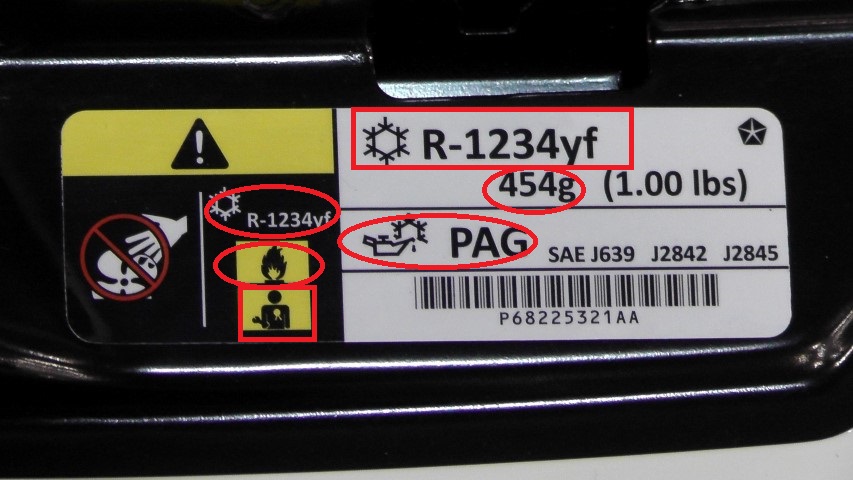 R-1234yf
454g (1.00 lbs)
R-1234yf
PAG SAE J639 J2842 J2845
P68225321AA